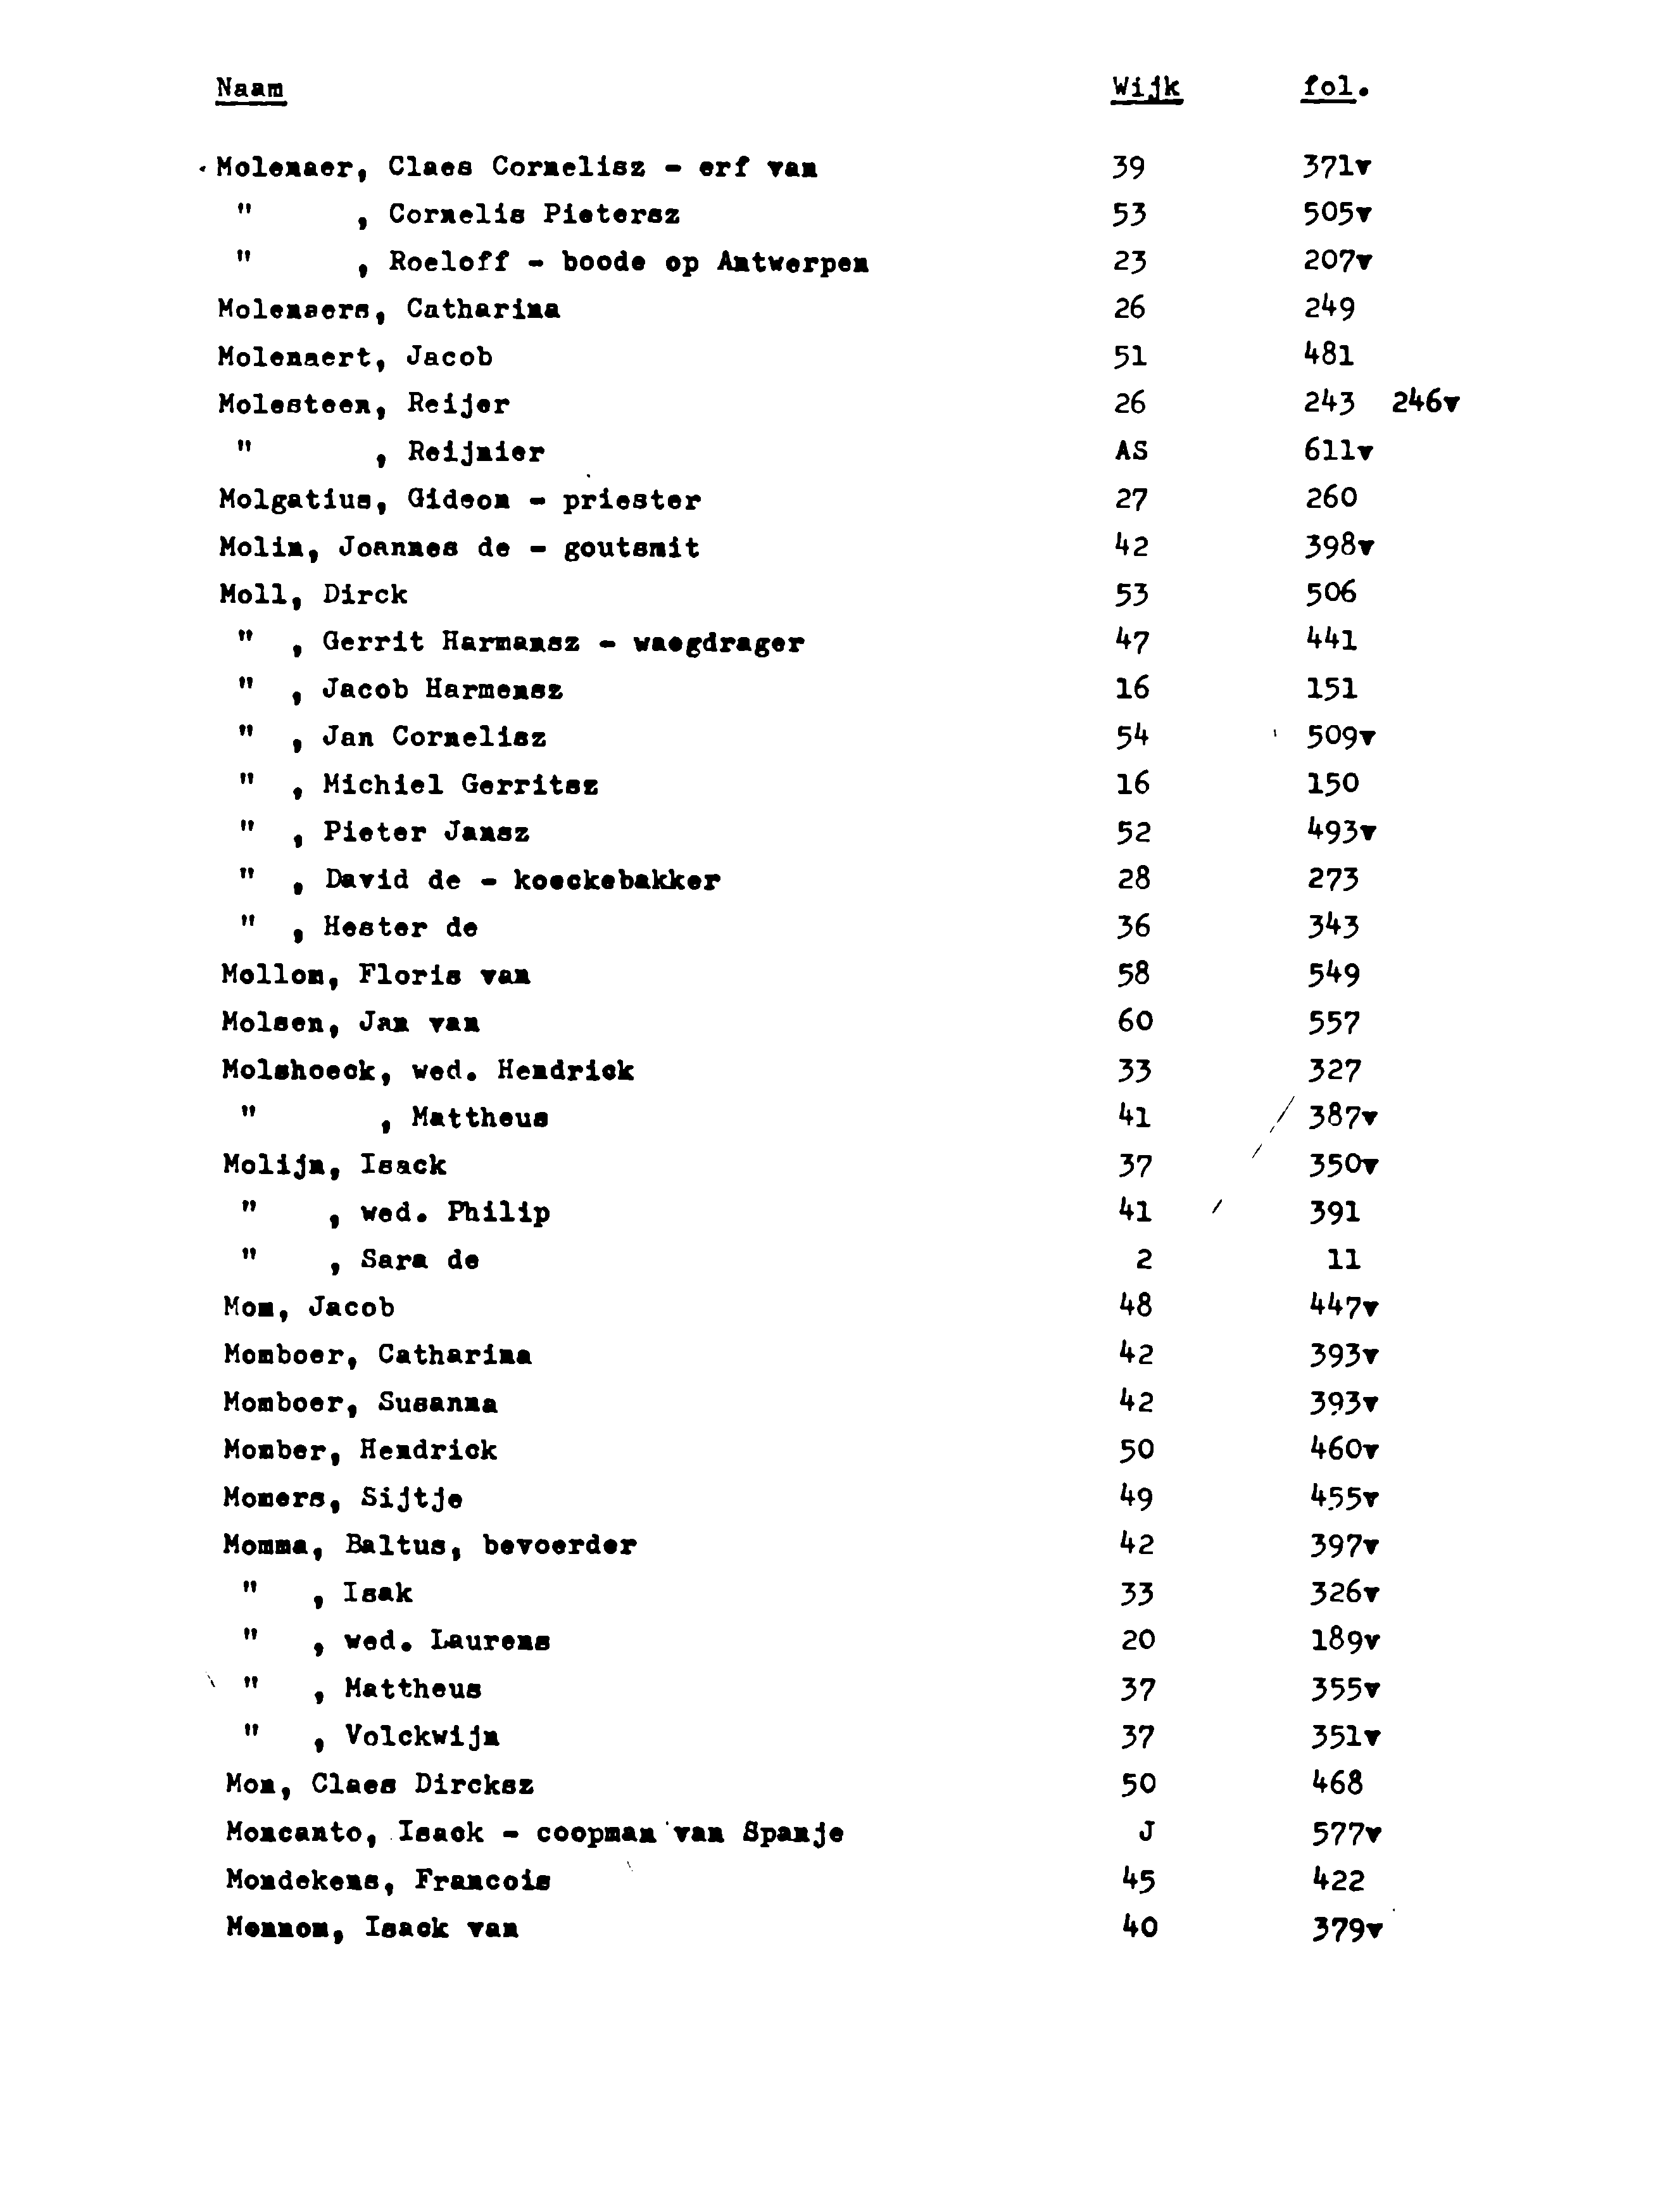 Naam Wijk fol.
Molenaer, Claes Cornelisz - erf van 39 371v
" , Cornelis Pietersz 53 505v
" , Roeloff - boode op Antwerpen 23 207v
Molenaers, Catharina 26 249
Molenaert, Jacob 51 481
Molesteen, Reijer 26 243 246v
" , Reijnier AS 611v
Molgatius, Gideon - priester 27 260
Molin, Joannes de - goutsmit 42 398v
Moll, Dirck 53 506
" , Gerrit Harmansz - waegdrager 47 441
" , Jacob Harmensz 16 151
" , Jan Cornelisz 54 509v
" , Michiel Gerritsz 16 150
" , Pieter Jansz 52 493v
" , David de - koeckebakker 28 273
" , Hester de 36 343
Mollon, Floris van 58 549
Molsen, Jan van 60 557
Molshoeck, wed. Hendrick 33 327
" , Mattheus 41 387v
Molijn, Isack 37 350v
" , wed. Philip 41 391
" , Sara de 2 11
Mom, Jacob 48 447v
Momboer, Catharina 42 393v
Momboer, Susanna 42 393v
Momber, Hendrick 50 460v
Momers, Sijtje 49 455v
Momma, Baltus, bevoerder 42 397v
" , Isak 33 326v
" , wed. Laurens 20 189v
" , Mattheus 37 355v
" , Volckwijn 37 351v
Mon, Claes Dircksz 50 468
Moncanto, Isack - coopman van Spanje J 577v
Mondekens, Francois 45 422
Mennon, Isack van 40 379v